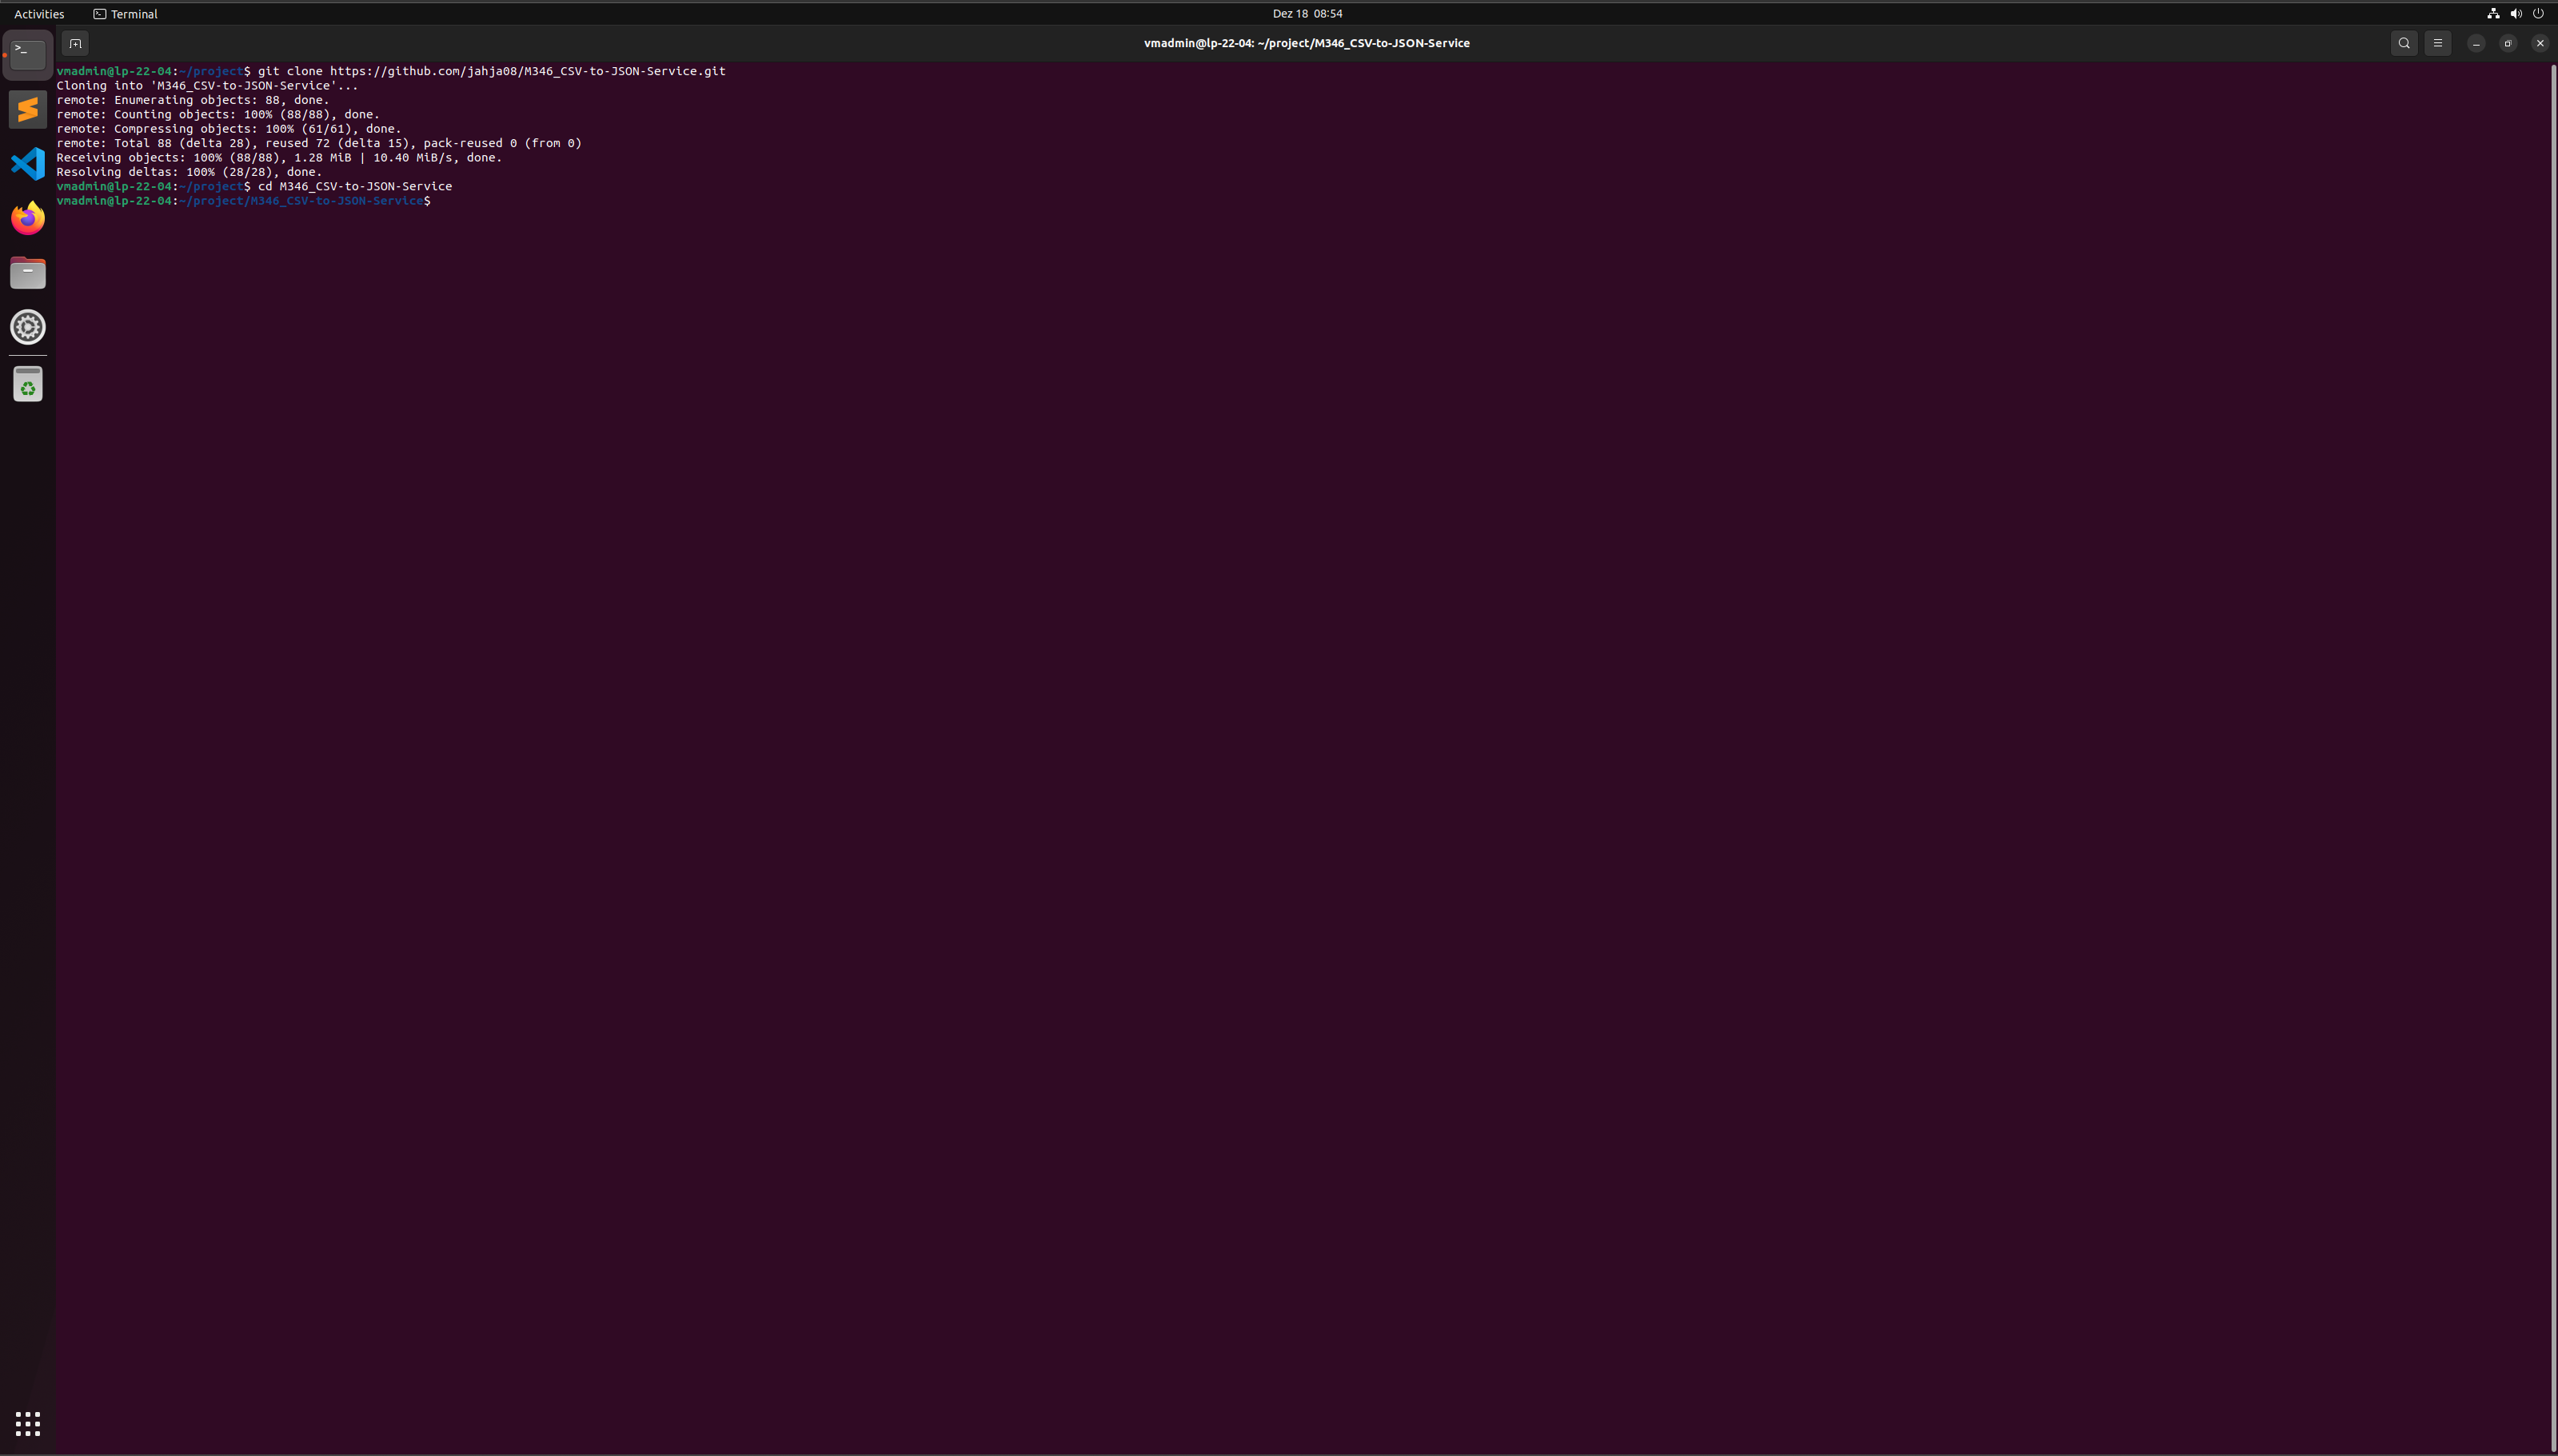 Activities
Terminal
Dez 18 08:54
vmadmin@lp-22-04: ~/project/M346_CSV-to-JSON-Service
vmadmin@lp-22-04:~/project$ git clone https://github.com/jahja08/M346_CSV-to-JSON-Service.git
Cloning into 'M346_CSV-to-JSON-Service'...
remote: Enumerating objects: 88, done.
remote: Counting objects: 100% (88/88), done.
remote: Compressing objects: 100% (61/61), done.
remote: Total 88 (delta 28), reused 72 (delta 15), pack-reused 0 (from 0)
Receiving objects: 100% (88/88), 1.28 MiB | 10.40 MiB/s, done.
Resolving deltas: 100% (28/28), done.
vmadmin@lp-22-04:~/project$ cd M346_CSV-to-JSON-Service
vmadmin@lp-22-04:~/project/M346_CSV-to-JSON-Service$